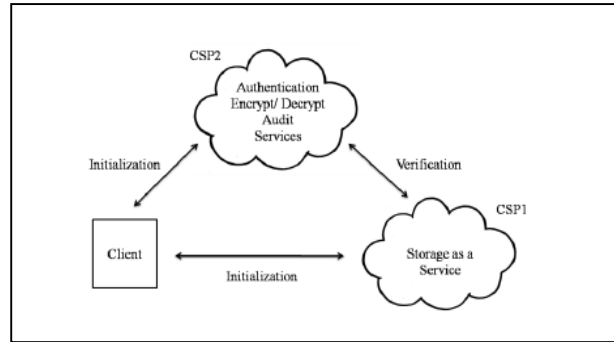 CSP2
Authentication
Encrypt/ Decrypt
Audit
Services
Initialization
Verification
CSP1
Client
Storage as a
Service
Initialization